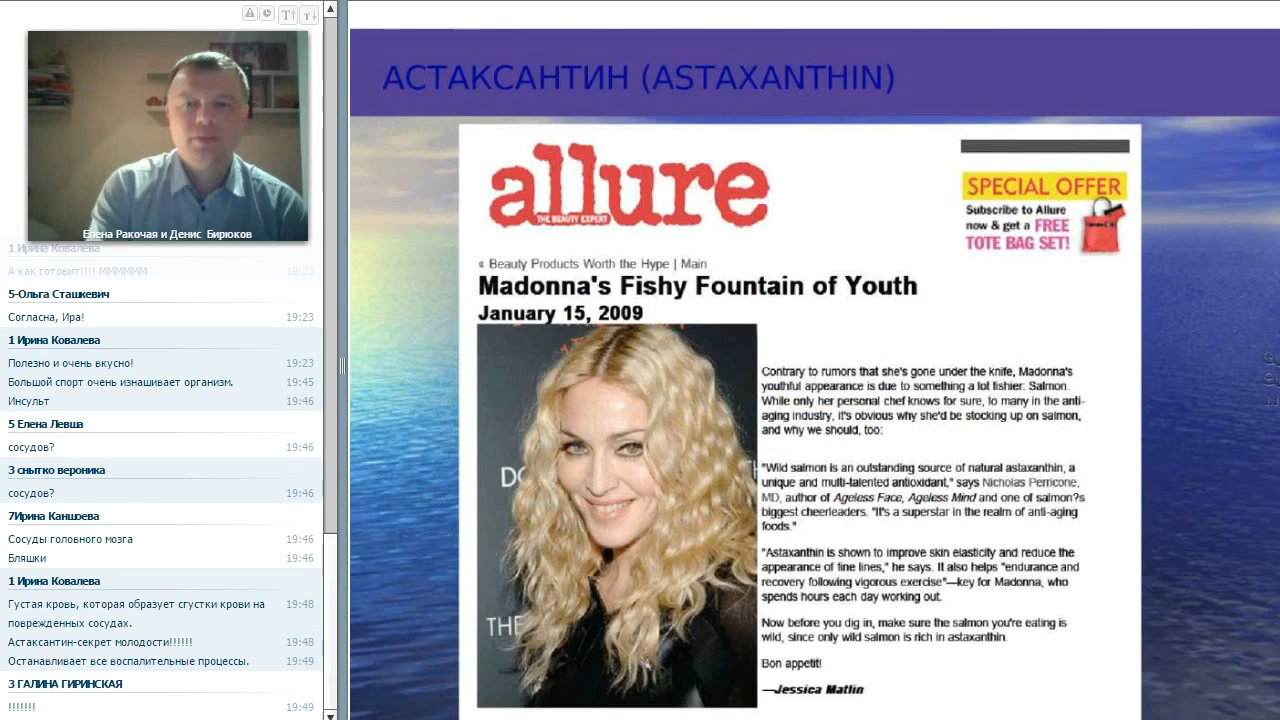 Елена Ракочая и Денис Бирюков
1 Ирина Ковалева
А как готовит!!!! ММММММ 19:23
5-Ольга Сташкевич
Согласна, Ира! 19:23
1 Ирина Ковалева
Полезно и очень вкусно! 19:23
Большой спорт очень изнашивает организм. 19:45
Инсульт 19:46
5 Елена Левша
сосудов? 19:46
3 снытко вероника
сосудов? 19:46
7Ирина Каншоева
Сосуды головного мозга 19:46
Бляшки 19:46
1 Ирина Ковалева
Густая кровь, которая образует сгустки крови на 19:48
поврежденных сосудах.
Астаксантин-секрет молодости!!!!!! 19:48
Останавливает все воспалительные процессы. 19:49
3 ГАЛИНА ГИРИНСКАЯ
!!!!!!! 19:49
АСТАКСАНТИН (ASTAXANTHIN)
allure
THE BEAUTY EXPERT
SPECIAL OFFER
Subscribe to Allure
now & get a FREE
TOTE BAG SET!
« Beauty Products Worth the Hype | Main
Madonna's Fishy Fountain of Youth
January 15, 2009
DO
THE
Contrary to rumors that she's gone under the knife, Madonna's
youthful appearance is due to something a lot fishier: Salmon.
While only her personal chef knows for sure, to many in the anti-
aging industry, it's obvious why she'd be stocking up on salmon,
and why we should, too:
"Wild salmon is an outstanding source of natural astaxanthin, a
unique and multi-talented antioxidant," says Nicholas Perricone,
MD, author of Ageless Face, Ageless Mind and one of salmon?s
biggest cheerleaders. "It's a superstar in the realm of anti-aging
foods."
"Astaxanthin is shown to improve skin elasticity and reduce the
appearance of fine lines," he says. It also helps "endurance and
recovery following vigorous exercise"—key for Madonna, who
spends hours each day working out.
Now before you dig in, make sure the salmon you're eating is
wild, since only wild salmon is rich in astaxanthin.
Bon appetit!
—Jessica Matlin